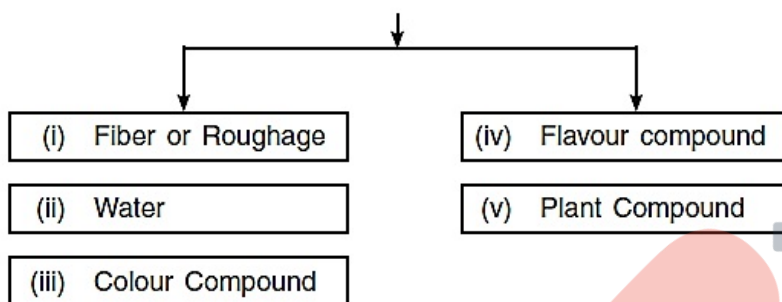 (i) Fiber or Roughage
(ii) Water
(iii) Colour Compound
(iv) Flavour compound
(v) Plant Compound